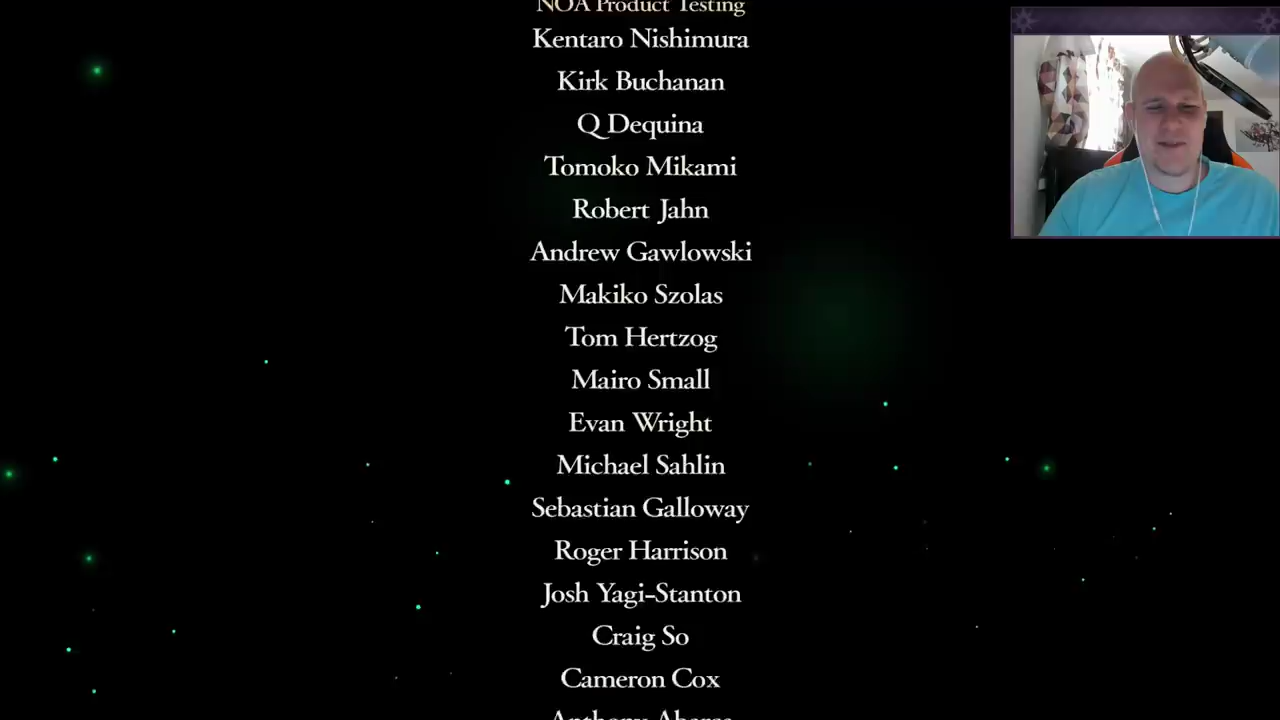 NOA Product Testing
Kentaro Nishimura
Kirk Buchanan
Q Dequina
Tomoko Mikami
Robert Jahn
Andrew Gawlowski
Makiko Szolas
Tom Hertzog
Mairo Small
Evan Wright
Michael Sahlin
Sebastian Galloway
Roger Harrison
Josh Yagi-Stanton
Craig So
Cameron Cox
Anthony